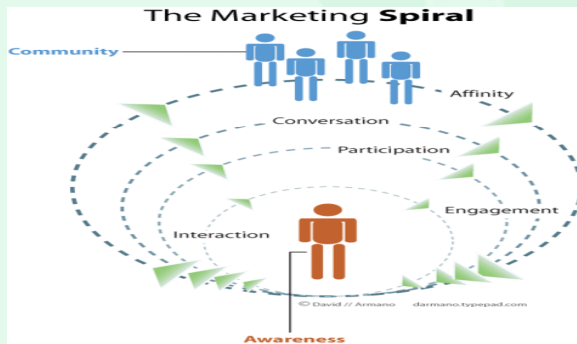 The Marketing Spiral
Community
Affinity
Conversation
Participation
Engagement
Interaction
© David // Armano darmano.typepad.com
Awareness